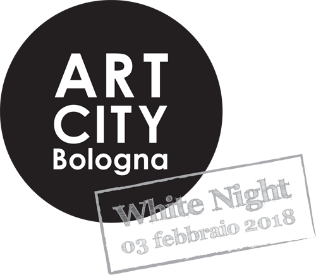 ART
CITY
Bologna
White Night
03 febbraio 2018